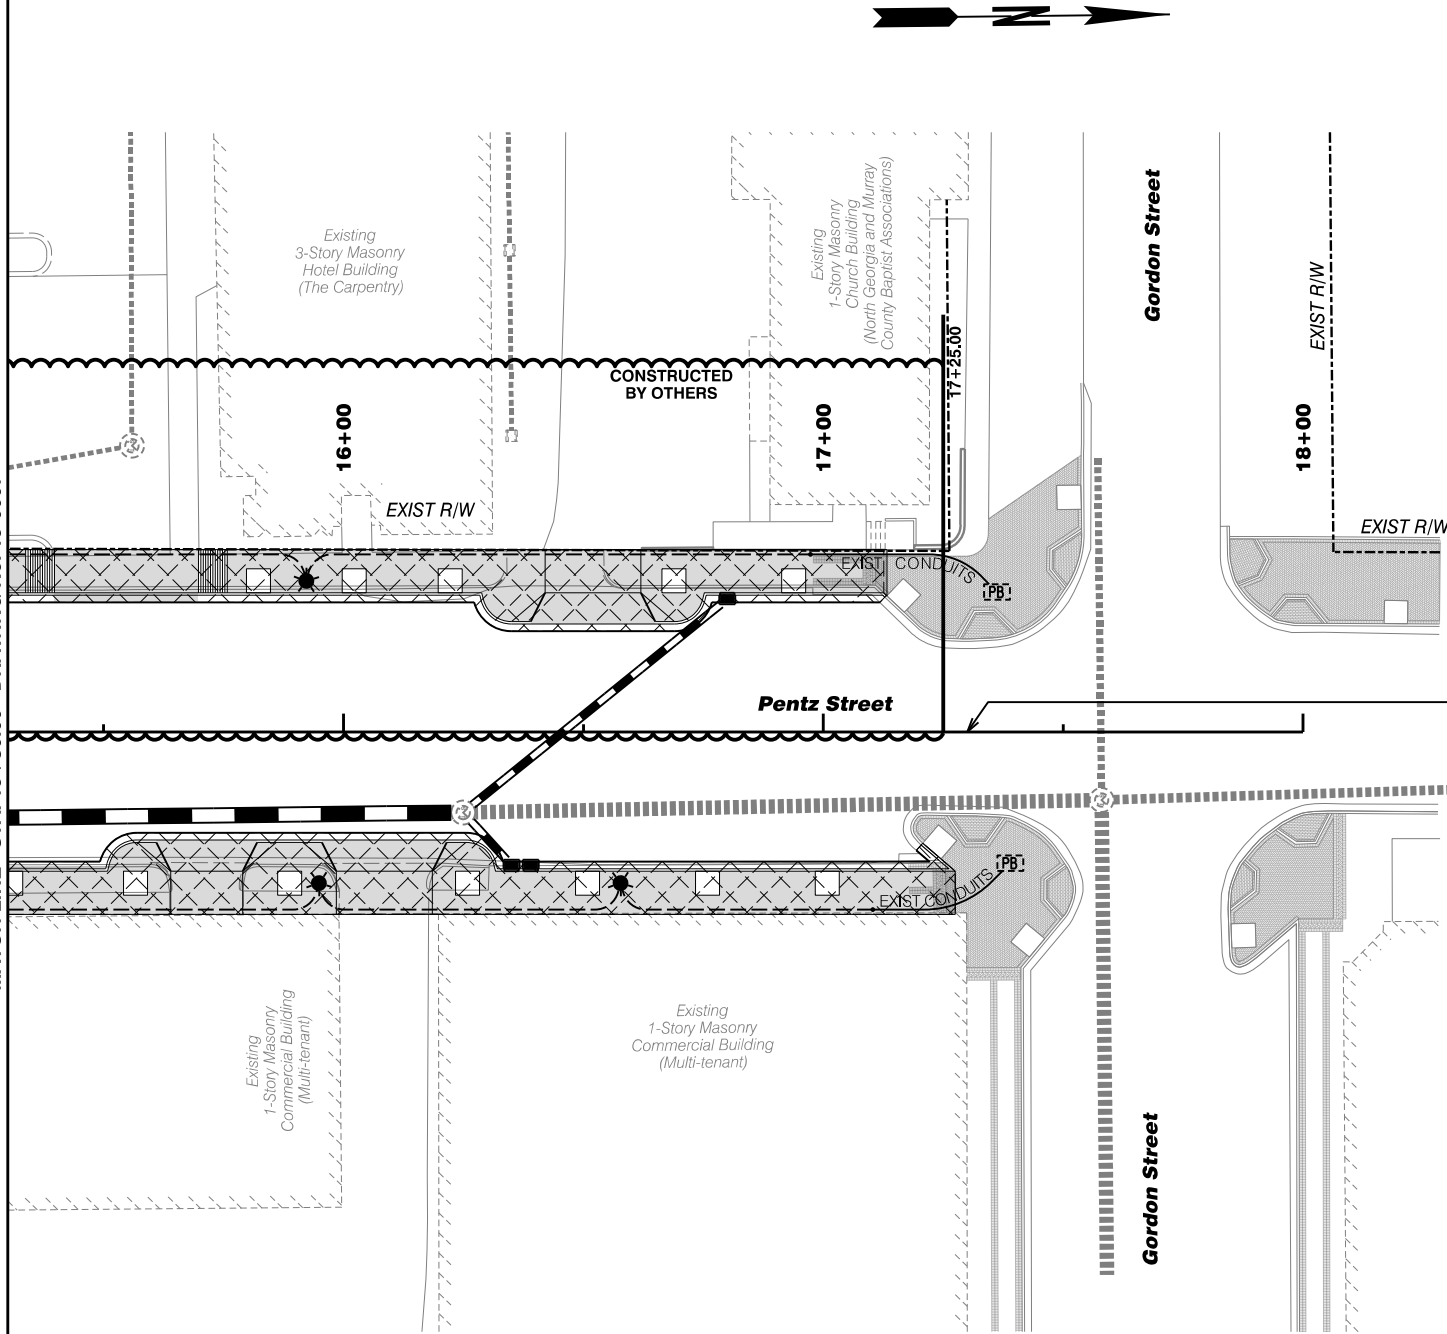 N
Gordon Street
Existing
3-Story Masonry
Hotel Building
(The Carpentry)
Existing
1-Story Masonry
Church Building
(North Georgia and Murray
County Baptist Associations)
EXIST R/W
17+25.00
CONSTRUCTED
BY OTHERS
16+00
17+00
18+00
EXIST R/W
EXIST R/W
EXIST CONDUITS
PB
Pentz Street
PB
EXIST CONDUITS
Existing
1-Story Masonry
Commercial Building
(Multi-tenant)
Existing
1-Story Masonry
Commercial Building
(Multi-tenant)
Gordon Street